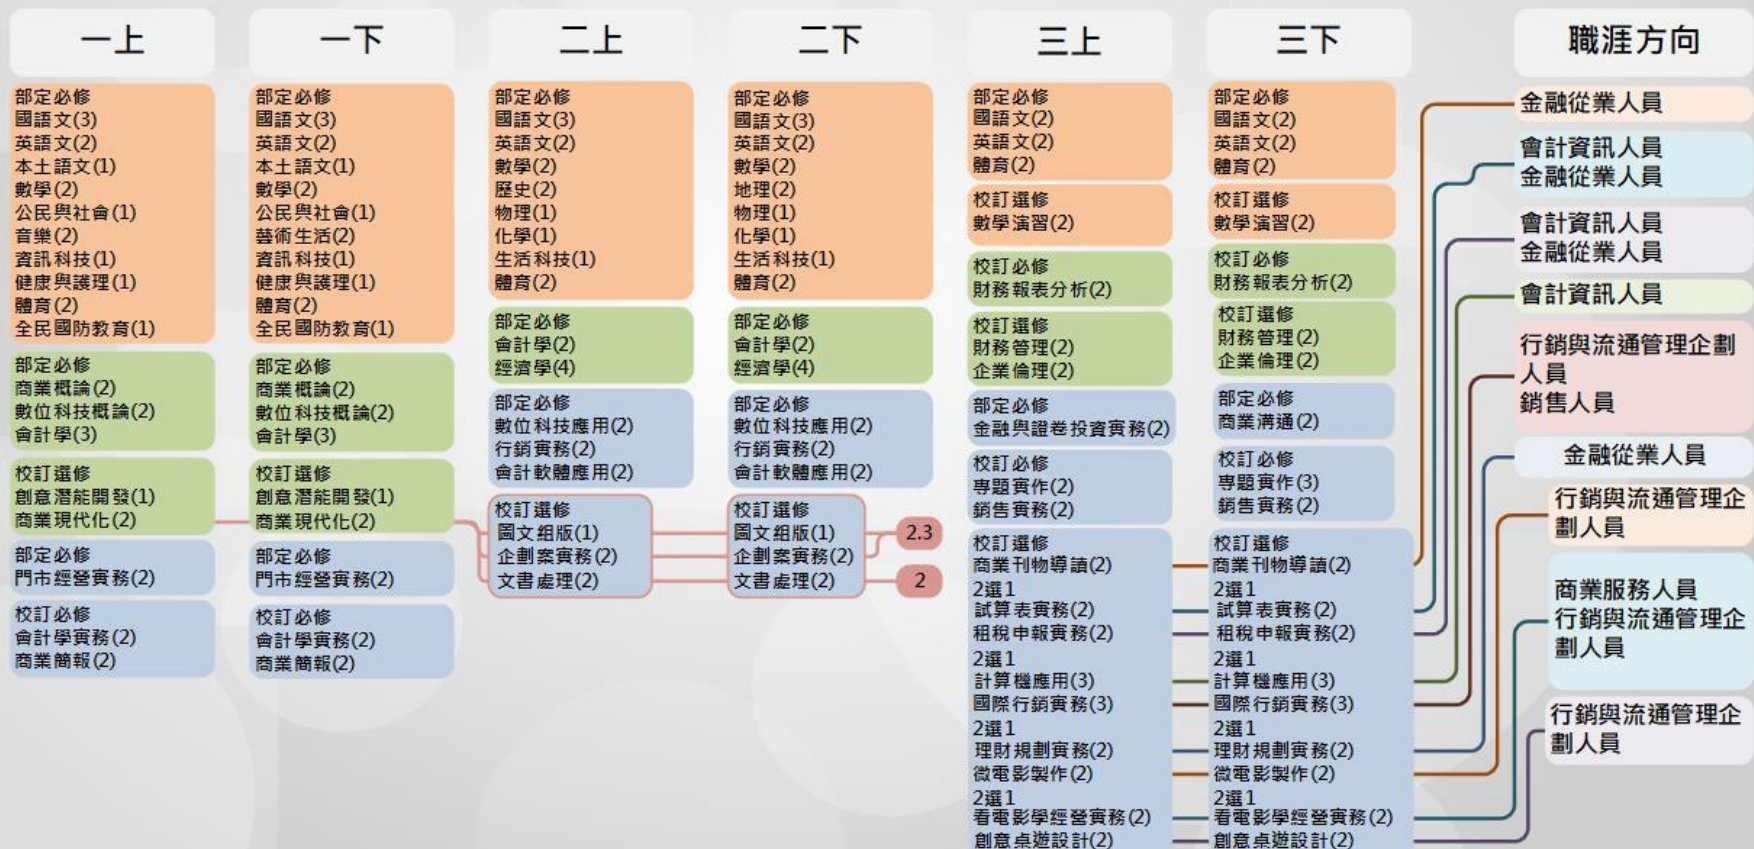 一上
部定必修
國語文(3)
英語文(2)
本土語文(1)
數學(2)
公民與社會(1)
音樂(2)
資訊科技(1)
健康與護理(1)
體育(2)
全民國防教育(1)
部定必修
商業概論(2)
數位科技概論(2)
會計學(3)
校訂選修
創意潛能開發(1)
商業現代化(2)
部定必修
門市經營實務(2)
校訂必修
會計學實務(2)
商業簡報(2)
一下
部定必修
國語文(3)
英語文(2)
本土語文(1)
數學(2)
公民與社會(1)
藝術生活(2)
資訊科技(1)
健康與護理(1)
體育(2)
全民國防教育(1)
部定必修
商業概論(2)
數位科技概論(2)
會計學(3)
校訂選修
創意潛能開發(1)
商業現代化(2)
部定必修
門市經營實務(2)
校訂必修
會計學實務(2)
商業簡報(2)
二上
部定必修
國語文(3)
英語文(2)
數學(2)
歷史(2)
物理(1)
化學(1)
生活科技(1)
體育(2)
部定必修
會計學(2)
經濟學(4)
部定必修
數位科技應用(2)
行銷實務(2)
會計軟體應用(2)
校訂選修
圖文組版(1)
企劃案實務(2)
文書處理(2)
二下
部定必修
國語文(3)
英語文(2)
數學(2)
地理(2)
物理(1)
化學(1)
生活科技(1)
體育(2)
部定必修
會計學(2)
經濟學(4)
部定必修
數位科技應用(2)
行銷實務(2)
會計軟體應用(2)
校訂選修
圖文組版(1)
企劃案實務(2)
文書處理(2)
2.3
2
三上
部定必修
國語文(2)
英語文(2)
體育(2)
校訂選修
數學演習(2)
校訂必修
財務報表分析(2)
校訂選修
財務管理(2)
企業倫理(2)
部定必修
金融與證券投資實務(2)
校訂必修
專題實作(2)
銷售實務(2)
校訂選修
商業刊物導讀(2)
2選1
試算表實務(2)
租稅申報實務(2)
2選1
計算機應用(3)
國際行銷實務(3)
2選1
理財規劃實務(2)
微電影製作(2)
2選1
看電影學經營實務(2)
創意桌遊設計(2)
三下
部定必修
國語文(2)
英語文(2)
體育(2)
校訂選修
數學演習(2)
校訂必修
財務報表分析(2)
校訂選修
財務管理(2)
企業倫理(2)
部定必修
商業溝通(2)
校訂必修
專題實作(3)
銷售實務(2)
校訂選修
商業刊物導讀(2)
2選1
試算表實務(2)
租稅申報實務(2)
2選1
計算機應用(3)
國際行銷實務(3)
2選1
理財規劃實務(2)
微電影製作(2)
2選1
看電影學經營實務(2)
創意桌遊設計(2)
職涯方向
金融從業人員
會計資訊人員
金融從業人員
會計資訊人員
金融從業人員
會計資訊人員
行銷與流通管理企劃
人員
銷售人員
金融從業人員
行銷與流通管理企
劃人員
商業服務人員
行銷與流通管理企
劃人員
行銷與流通管理企
劃人員